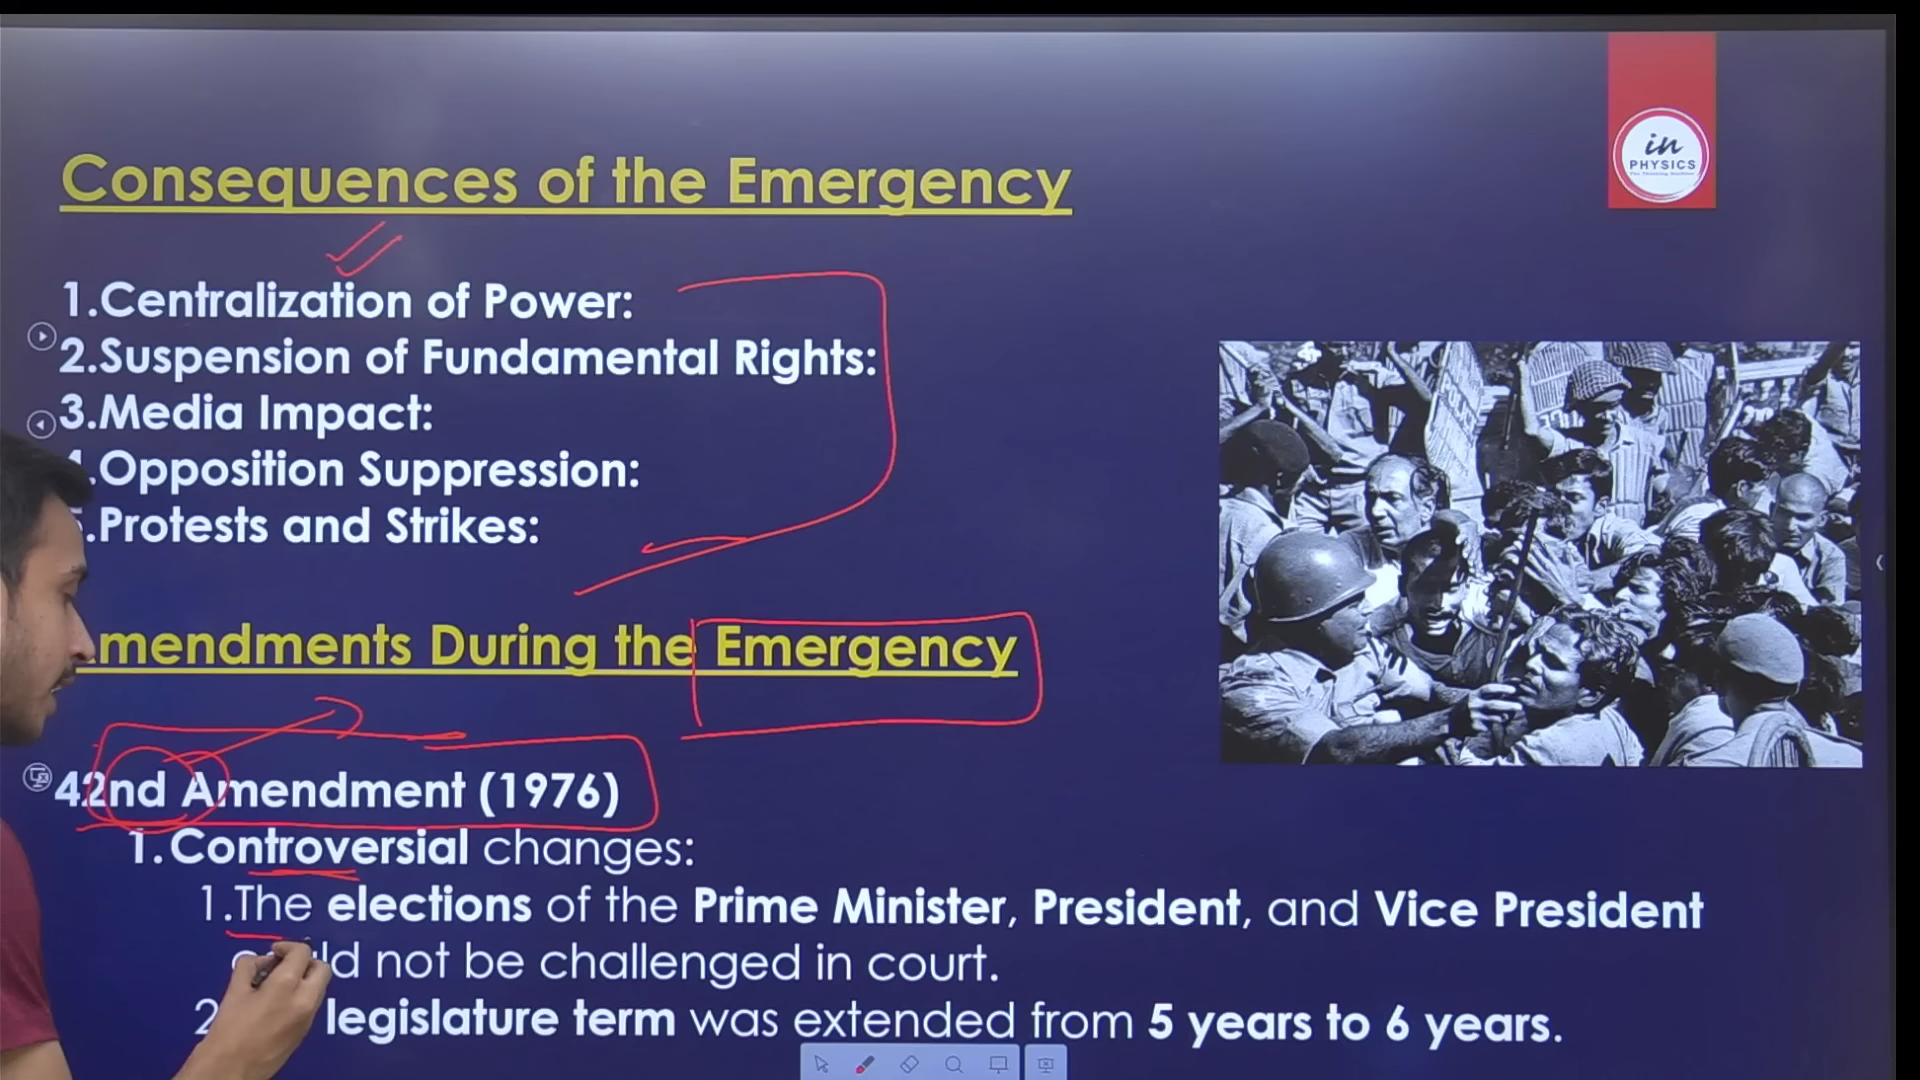 in
PHYSICS
Consequences of the Emergency
1.Centralization of Power:
2.Suspension of Fundamental Rights:
3.Media Impact:
.Opposition Suppression:
.Protests and Strikes:
mendments During the Emergency
42nd Amendment (1976)
1.Controversial changes:
1.The elections of the Prime Minister, President, and Vice President
could not be challenged in court.
2 legislature term was extended from 5 years to 6 years.